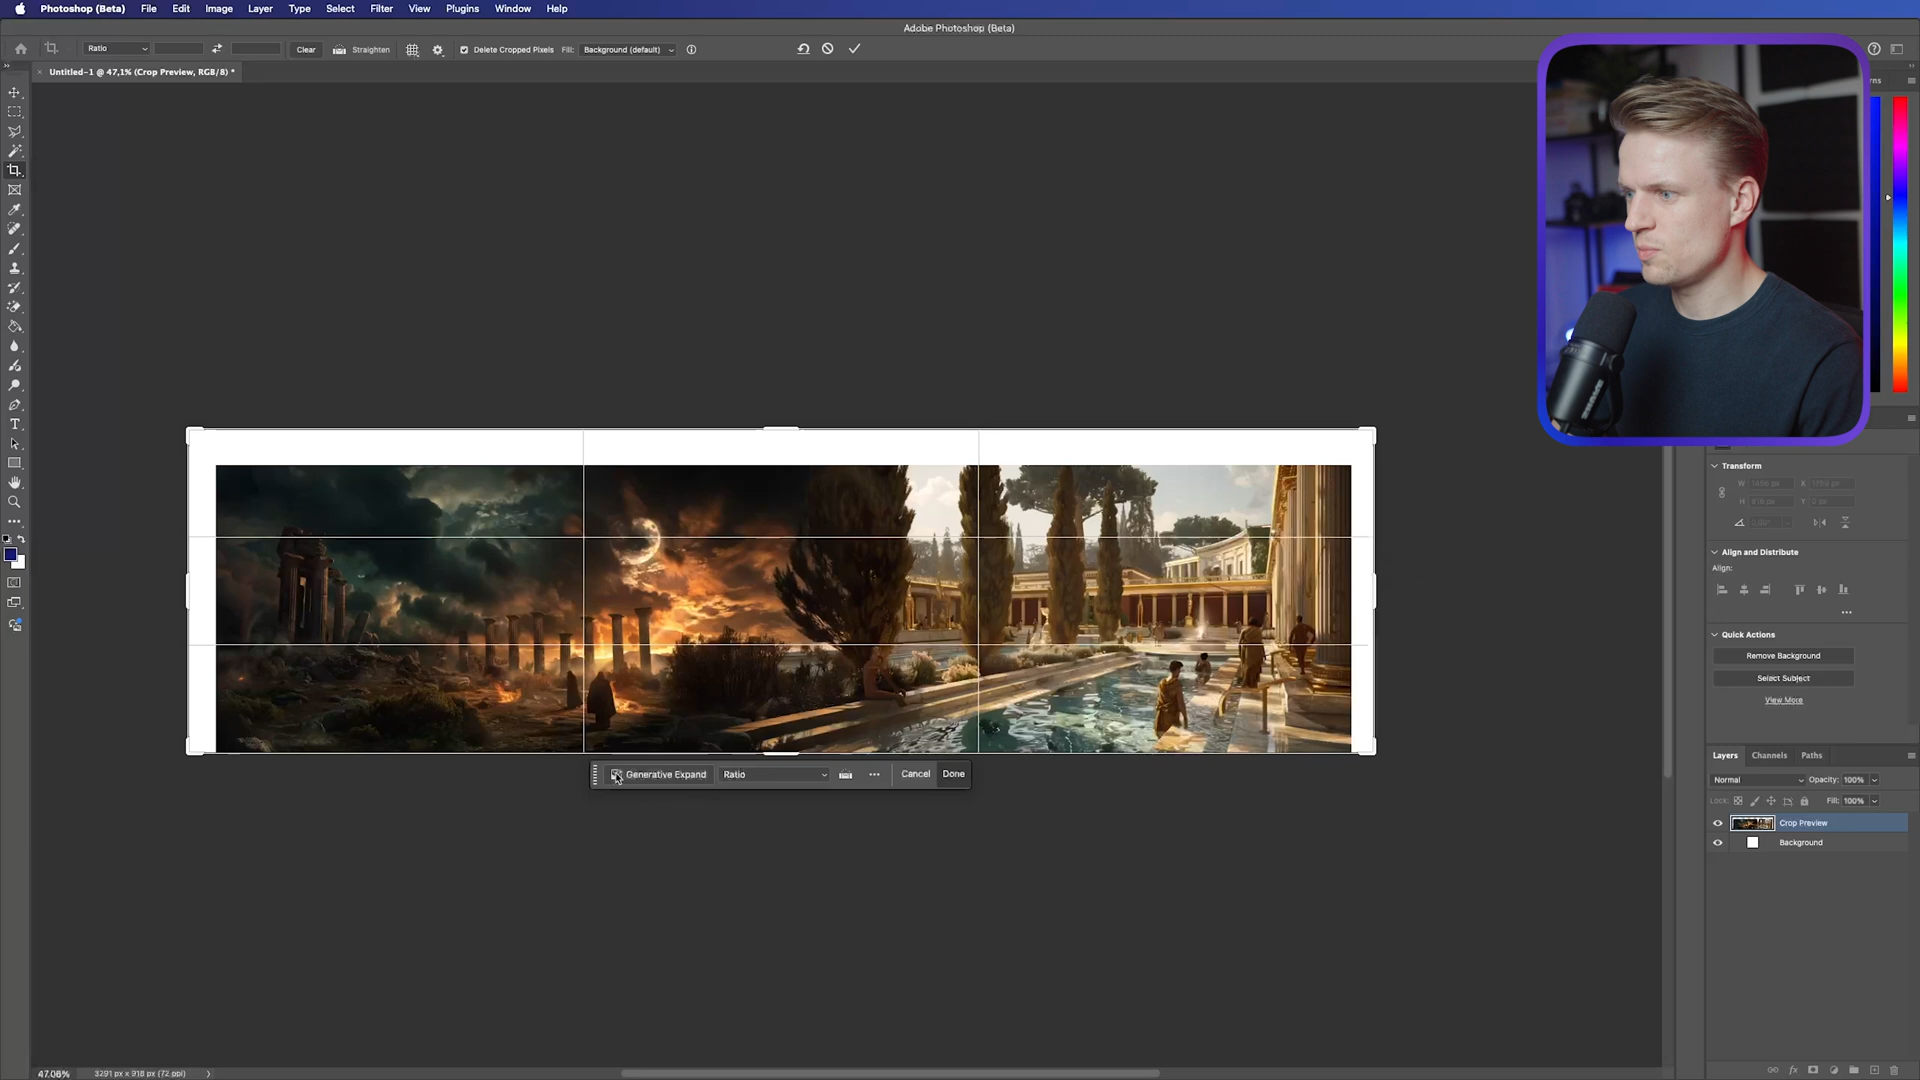 Photoshop (Beta) File Edit Image Layer Type Select Filter View Plugins Window Help
Adobe Photoshop (Beta)
Ratio Clear Straighten Delete Cropped Pixels Fill: Background (default)
× Untitled-1 @ 47,1% (Crop Preview, RGB/8) *
Transform
W X
H Y
Align and Distribute
Align:
Quick Actions
Remove Background
Select Subject
View More
Generative Expand Ratio Cancel Done
Layers Channels Paths
Normal Opacity: 100%
Lock: Fill: 100%
Crop Preview
Background
47.06% 3291 px x 918 px (72 ppi)